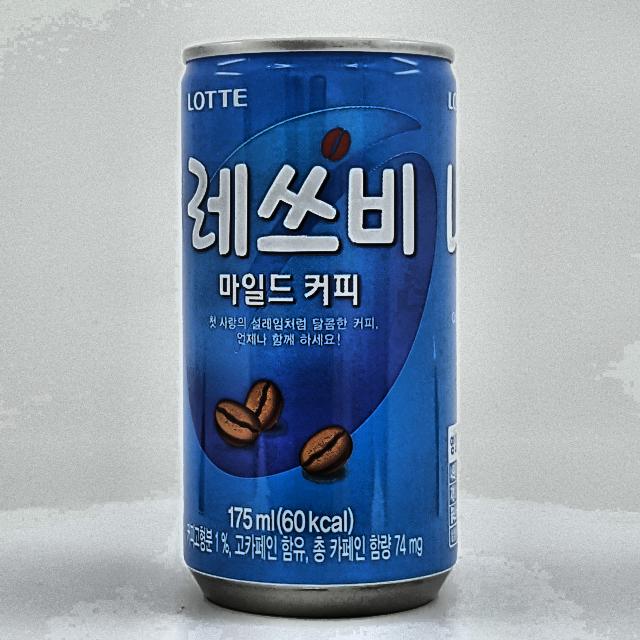 LOTTE
레쓰비
마일드 커피
첫 사랑의 설레임처럼 달콤한 커피,
언제나 함께 하세요!
175 ml(60 kcal)
커피고형분 1 %, 고카페인 함유, 총 카페인 함량 74 mg